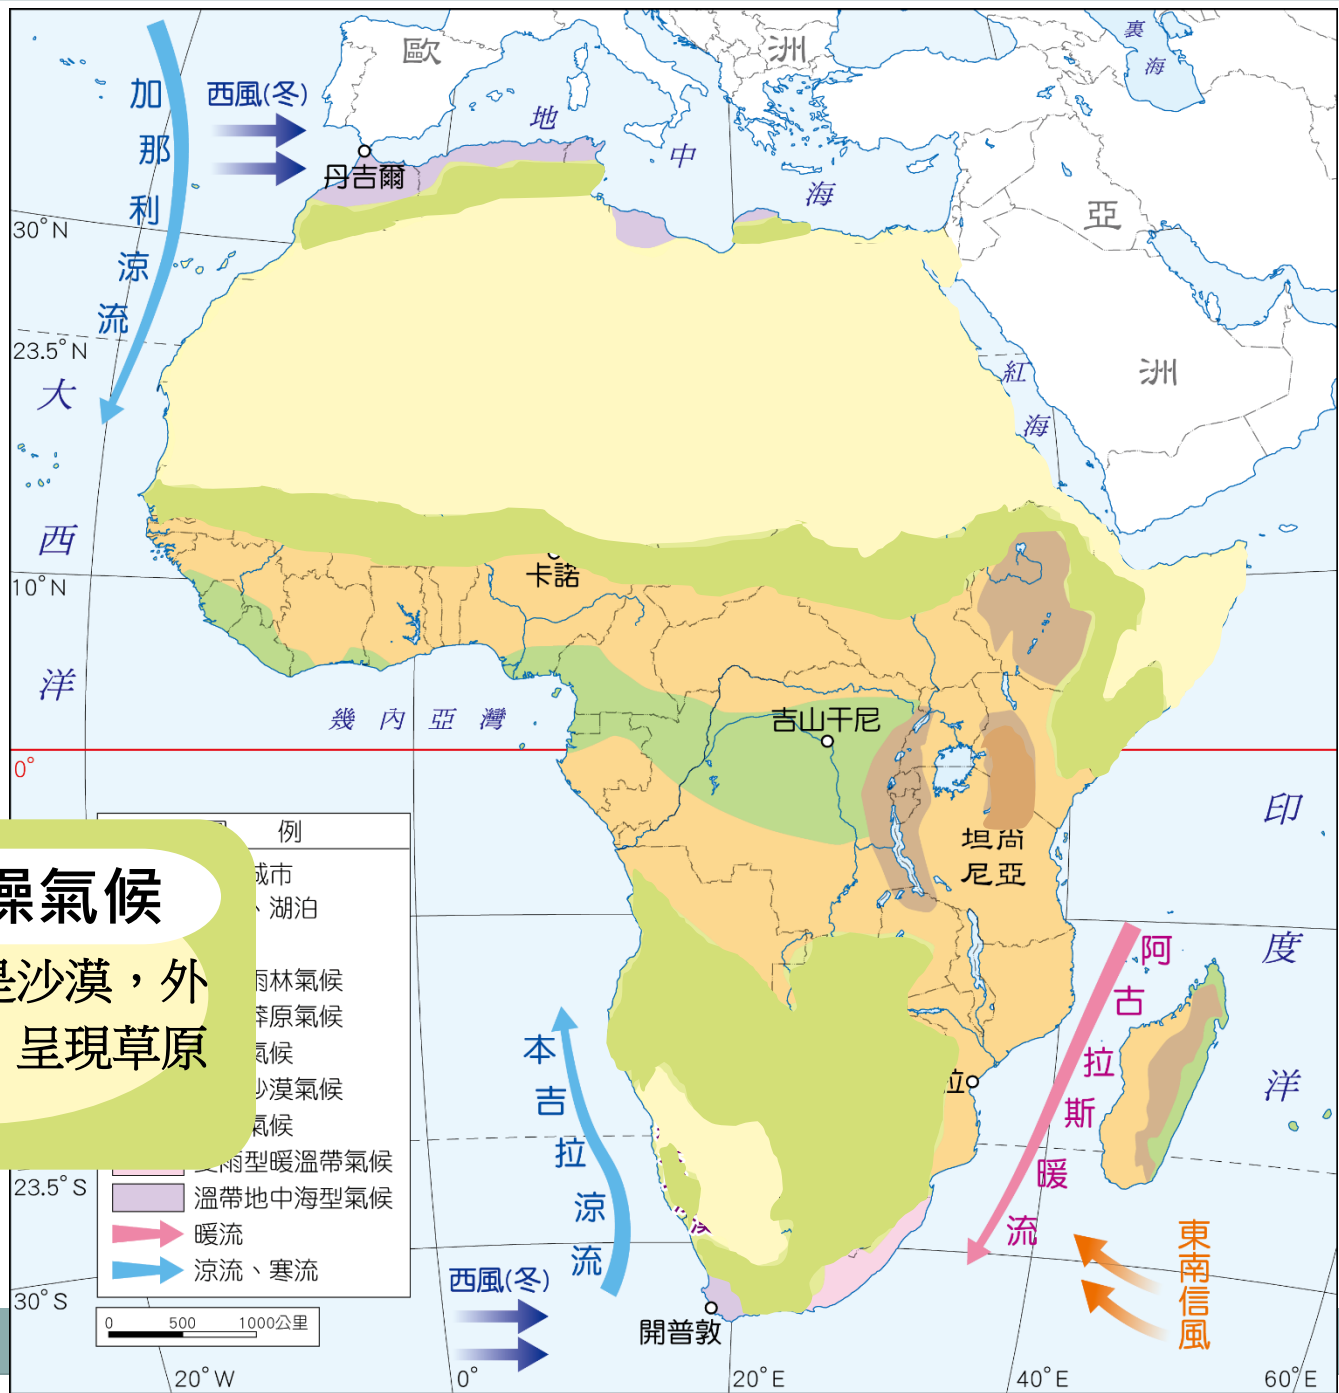 歐
洲
裏海
加那利涼流
西風(冬)
地中海
丹吉爾
亞
洲
30°N
23.5°N
大西洋
紅海
10°N
卡諾
幾內亞灣
吉山干尼
0°
印度洋
坦尚
尼亞
例
城市
、湖泊
燥氣候
是沙漠，外
呈現草原
雨林氣候
莽原氣候
氣候
沙漠氣候
氣候
夏雨型暖溫帶氣候
溫帶地中海型氣候
暖流
涼流、寒流
本吉拉涼流
阿古拉斯暖流
拉
東南信風
23.5°S
西風(冬)
30°S
開普敦
0 500 1000公里
20°W
0°
20°E
40°E
60°E